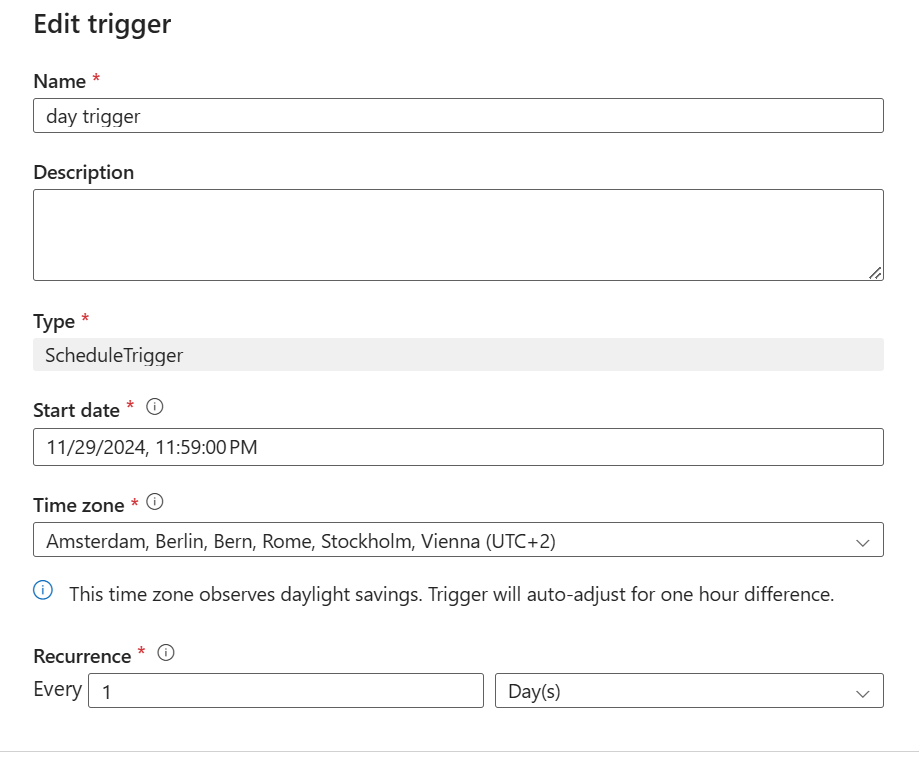 Edit trigger
Name *
day trigger
Description
Type *
ScheduleTrigger
Start date *
11/29/2024, 11:59:00 PM
Time zone *
Amsterdam, Berlin, Bern, Rome, Stockholm, Vienna (UTC+2)
This time zone observes daylight savings. Trigger will auto-adjust for one hour difference.
Recurrence *
Every 1 Day(s)